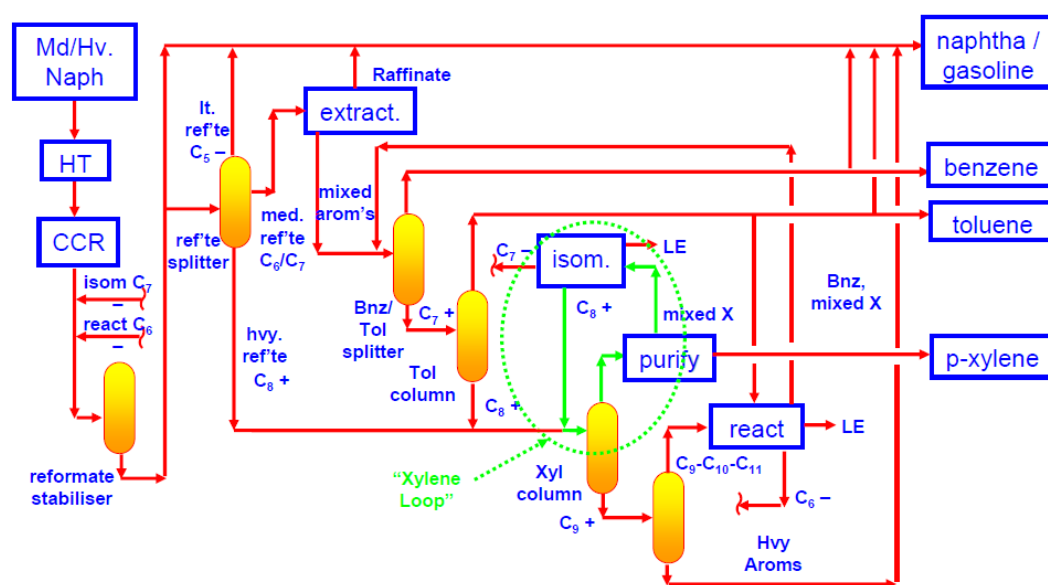 Md/Hv.
Naph
HT
CCR
isom C7
–
react C6
–
reformate
stabiliser
lt.
ref'te
C5 –
ref'te
splitter
hvy.
ref'te
C8 +
Raffinate
extract.
mixed
arom's
med.
ref'te
C6/C7
Bnz/
Tol
splitter
C7 +
Tol
column
C8 +
C7 –
isom.
LE
C8 +
mixed X
purify
"Xylene
Loop"
Xyl
column
C9 +
C9-C10-C11
react
LE
C6 –
Hvy
Aroms
Bnz,
mixed X
naphtha /
gasoline
benzene
toluene
p-xylene